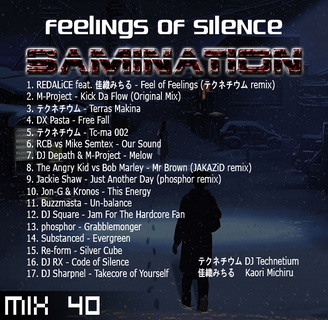 feelings of silence
SAMINATION
1. REDALiCE feat. 佳織みちる - Feel of Feelings (テクネチウム remix)
2. M-Project - Kick Da Flow (Original Mix)
3. テクネチウム - Terras Makina
4. DX Pasta - Free Fall
5. テクネチウム - Tc-ma 002
6. RCB vs Mike Semtex - Our Sound
7. DJ Depath & M-Project - Melow
8. The Angry Kid vs Bob Marley - Mr Brown (JAKAZiD remix)
9. Jackie Shaw - Just Another Day (phosphor remix)
10. Jon-G & Kronos - This Energy
11. Buzzmasta - Un-balance
12. DJ Square - Jam For The Hardcore Fan
13. phosphor - Grabblemonger
14. Substanced - Evergreen
15. Re-form - Silver Cube
16. DJ RX - Code of Silence
17. DJ Sharpnel - Takecore of Yourself
テクネチウム DJ Technetium
佳織みちる Kaori Michiru
MIX 40